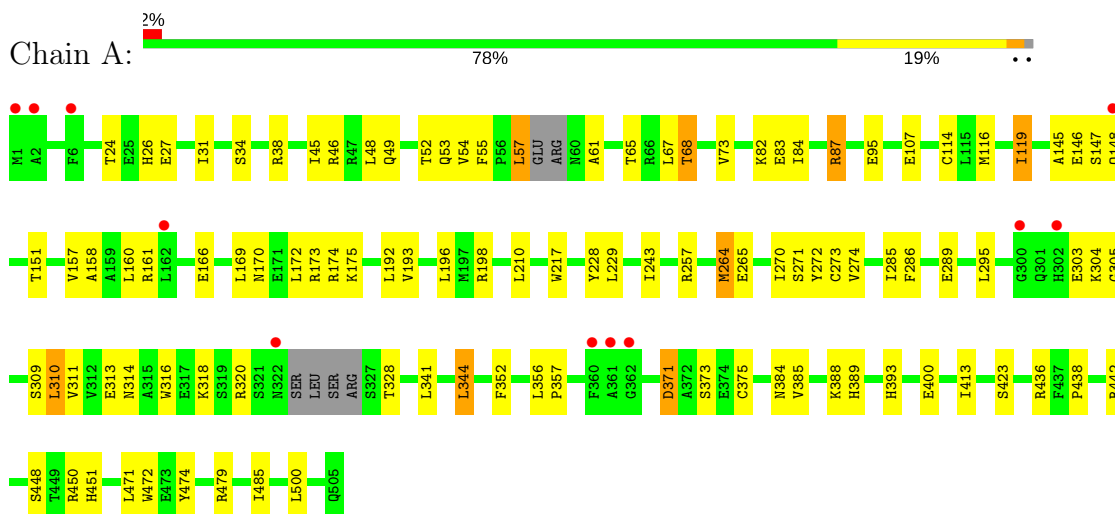 2%
Chain A:
78% 19% • •
M1 A2 F6 T24 E25 H26 E27 I31 S34 R38 I45 R46 R47 L48 Q49 T52 Q53 V54 F55 P56 L57 GLU ARG N60 A61 T65 R66 L67 T68 V73 K82 E83 I84 R87 E95 E107 C114 L115 M116 I119 A145 E146 S147
T151 V157 A158 A159 L160 R161 L162 E166 L169 N170 E171 L172 R173 R174 K175 L192 V193 L196 M197 R198 L210 W217 Y228 L229 I243 R257 M264 E265 I270 S271 Y272 C273 V274 I285 F286 E289 L295 G300 Q301 H302 E303 K304
S309 L310 V311 V312 E313 N314 A315 W316 E317 K318 S319 R320 S321 N322 SER LEU SER ARG S327 T328 L341 L344 F352 L356 P357 F360 A361 G362 D371 A372 S373 E374 C375 N384 V385 K388 H389 H393 E400 I413 S423 R436 F437 P438
S448 T449 R450 H451 L471 W472 E473 Y474 R479 I485 L500 Q505